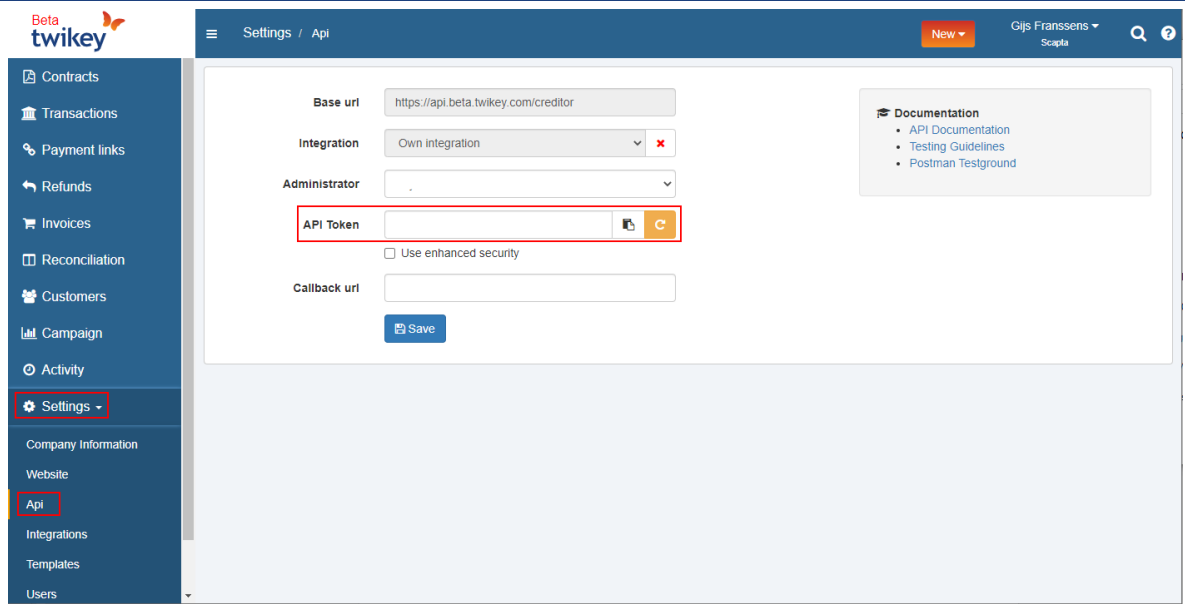 Beta
twikey
Settings / Api
New
Gijs Franssens
Scapta
Contracts
Transactions
Payment links
Refunds
Invoices
Reconciliation
Customers
Campaign
Activity
Settings
Company Information
Website
Api
Integrations
Templates
Users
Base url
https://api.beta.twikey.com/creditor
Integration
Own integration
Administrator
API Token
Use enhanced security
Callback url
Save
Documentation
API Documentation
Testing Guidelines
Postman Testground